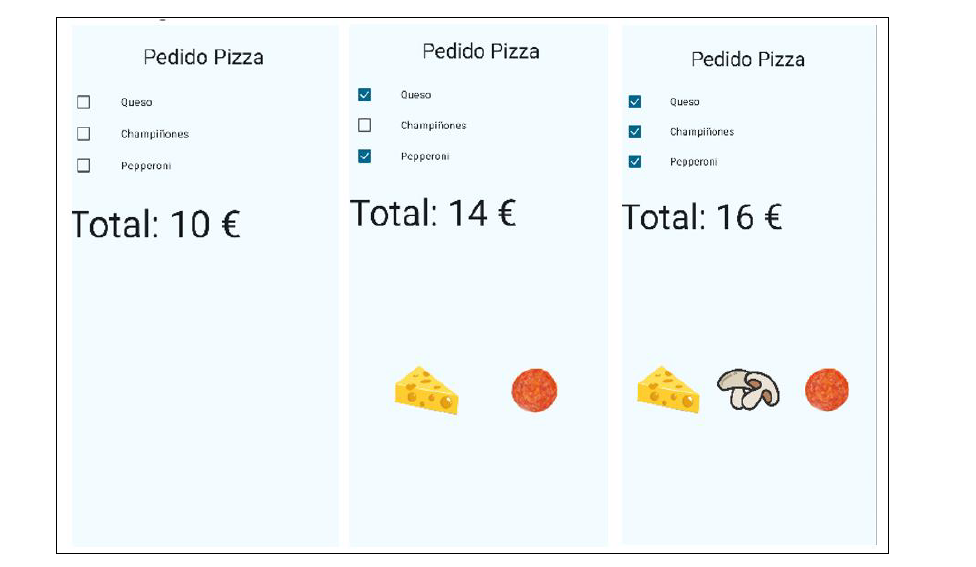 Pedido Pizza
Queso
Champiñones
Pepperoni
Total: 10 €
Pedido Pizza
Queso
Champiñones
Pepperoni
Total: 14 €
Pedido Pizza
Queso
Champiñones
Pepperoni
Total: 16 €